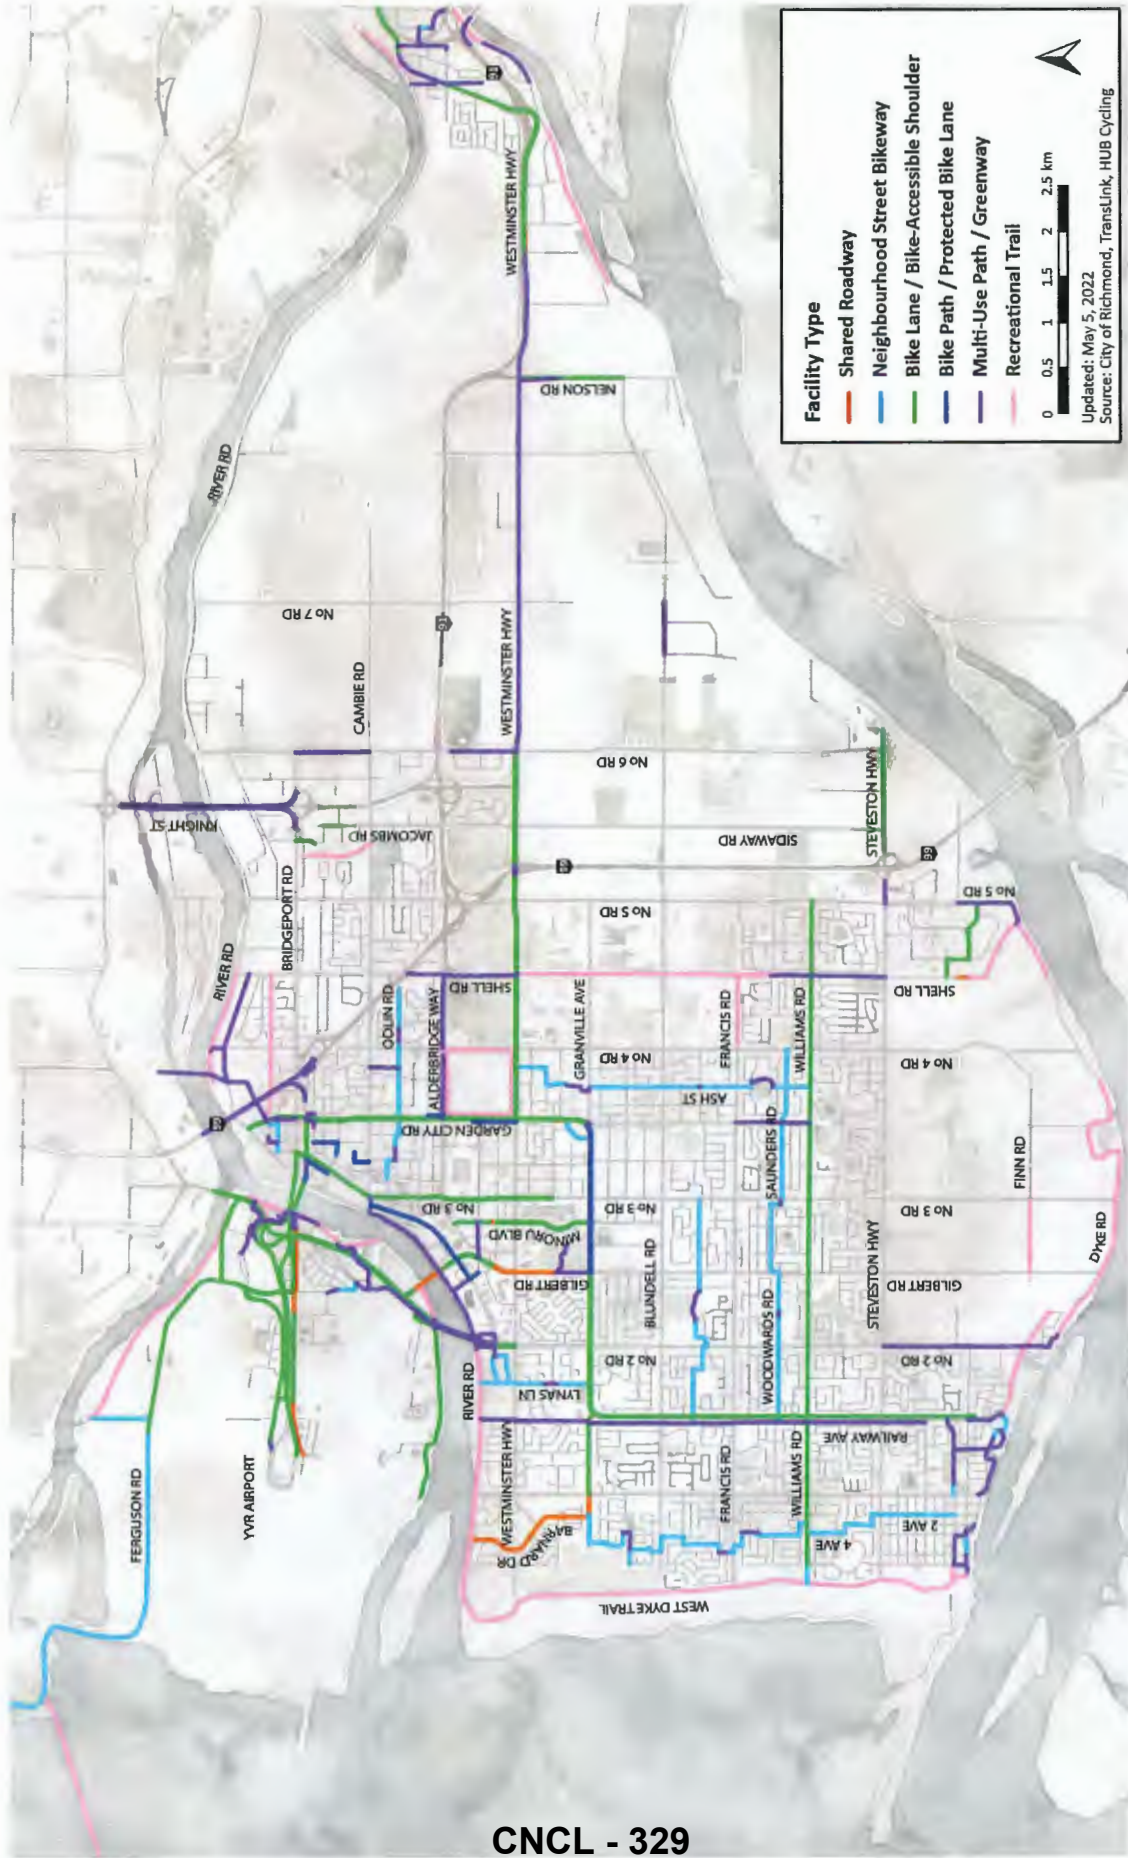 Facility Type
Shared Roadway
Neighbourhood Street Bikeway
Bike Lane / Bike-Accessible Shoulder
Bike Path / Protected Bike Lane
Multi-Use Path / Greenway
Recreational Trail
0 0.5 1 1.5 2 2.5 km
Updated: May 5, 2022
Source: City of Richmond, TransLink, HUB Cycling
FERGUSON RD
YVR AIRPORT
RIVER RD
RIVER RD
RIVER RD
KNIGHT ST
BRIDGEPORT RD
JACOMBS RD
CAMBIE RD
No 7 RD
ODLIN RD
ALDERBRIDGE WAY
GARDEN CITY RD
SHELL RD
No 3 RD
MINORU BLVD
GILBERT RD
LYNAS LN
WESTMINSTER HWY
WESTMINSTER HWY
WESTMINSTER HWY
BARNARD DR
NELSON RD
GRANVILLE AVE
No 2 RD
No 3 RD
No 4 RD
No 5 RD
No 6 RD
BLUNDELL RD
ASH ST
FRANCIS RD
FRANCIS RD
SIDAWAY RD
WEST DYKE TRAIL
WOODWARDS RD
SAUNDERS RD
WILLIAMS RD
WILLIAMS RD
RAILWAY AVE
4 AVE
2 AVE
STEVESTON HWY
STEVESTON HWY
No 2 RD
GILBERT RD
No 3 RD
No 4 RD
SHELL RD
No 5 RD
FINN RD
DYKE RD
91
91
99
99
99
CNCL - 329